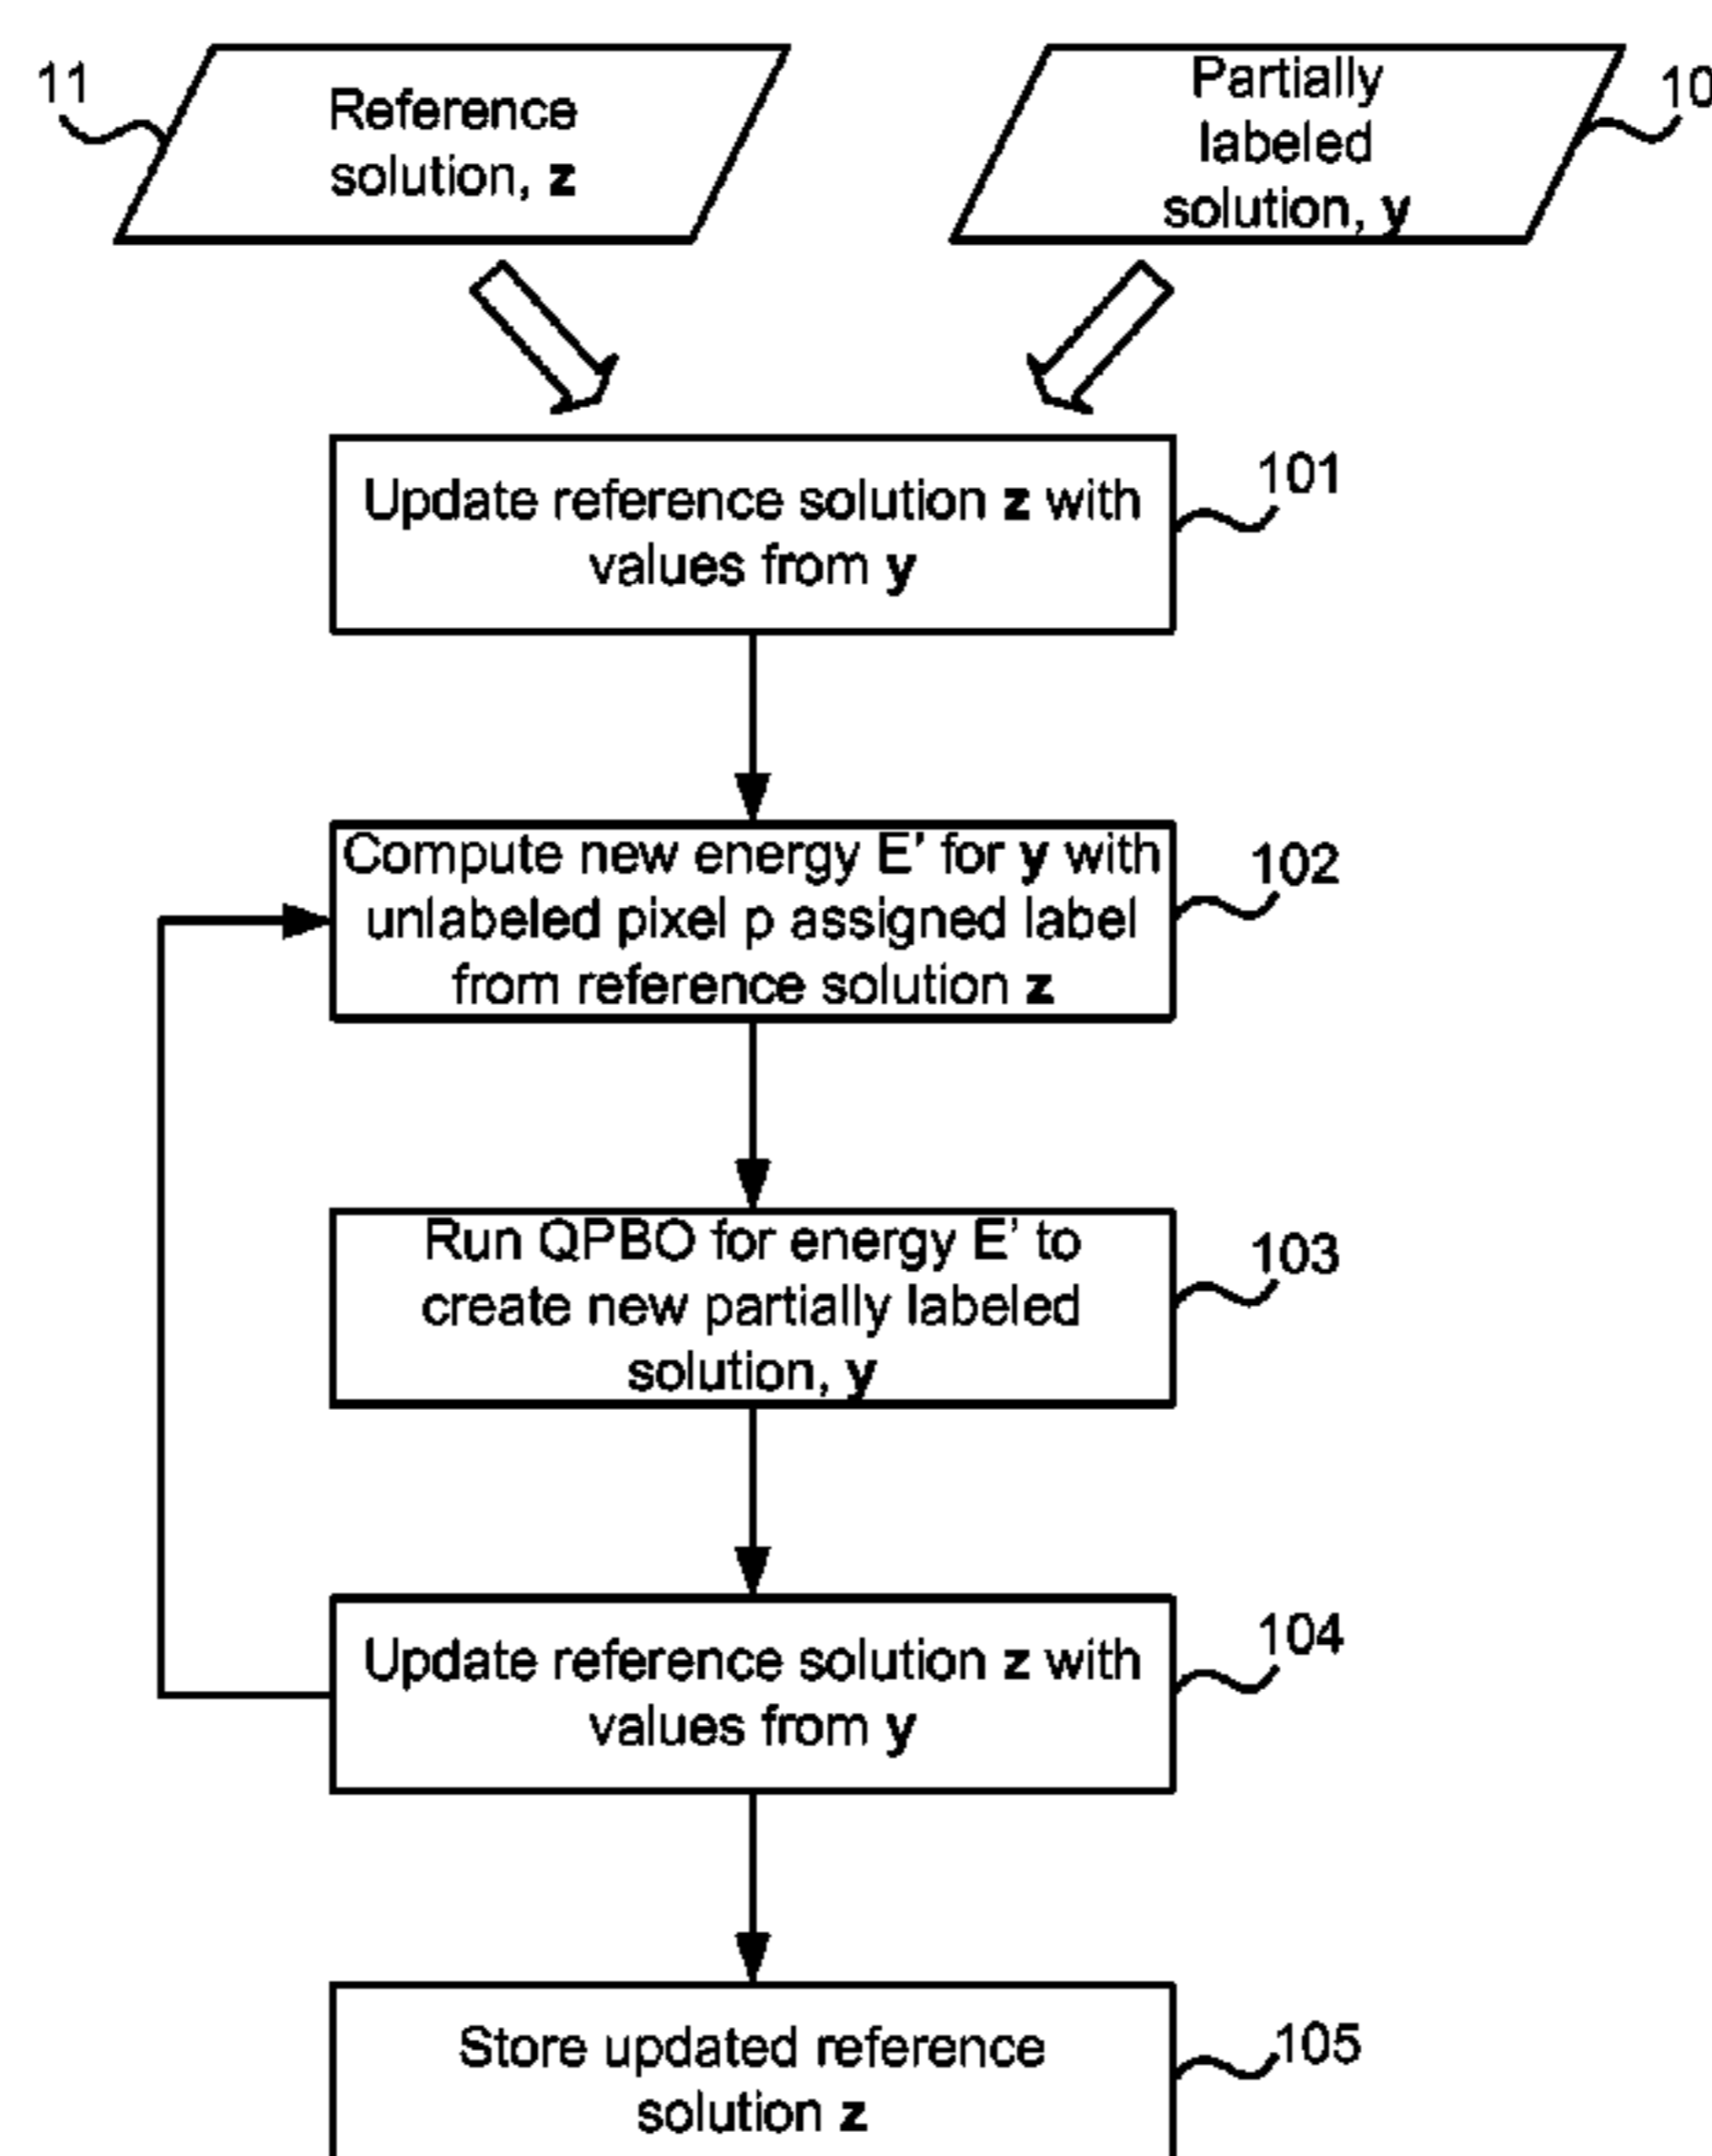 11
Reference
solution, z
Partially
labeled
solution, y
10
Update reference solution z with
values from y
101
Compute new energy E' for y with
unlabeled pixel p assigned label
from reference solution z
102
Run QPBO for energy E' to
create new partially labeled
solution, y
103
Update reference solution z with
values from y
104
Store updated reference
solution z
105